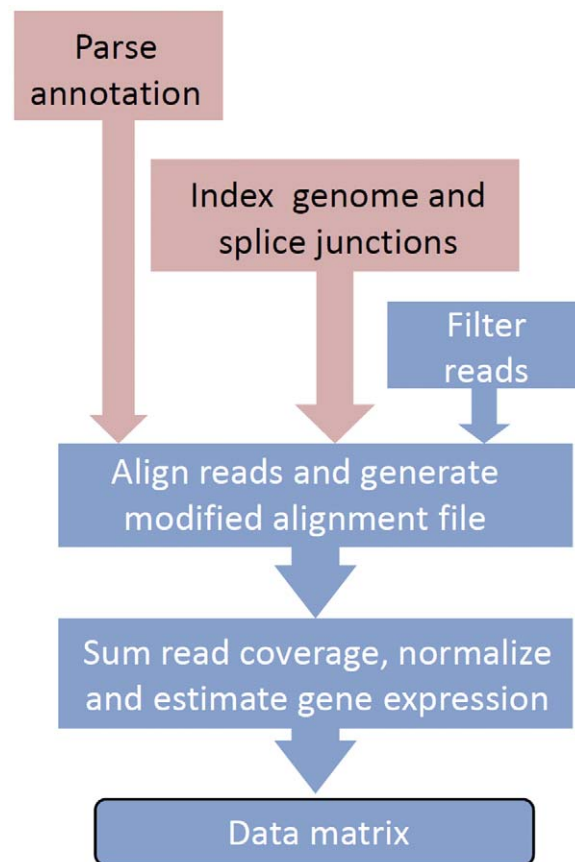 Parse
annotation
Index genome and
splice junctions
Filter
reads
Align reads and generate
modified alignment file
Sum read coverage, normalize
and estimate gene expression
Data matrix